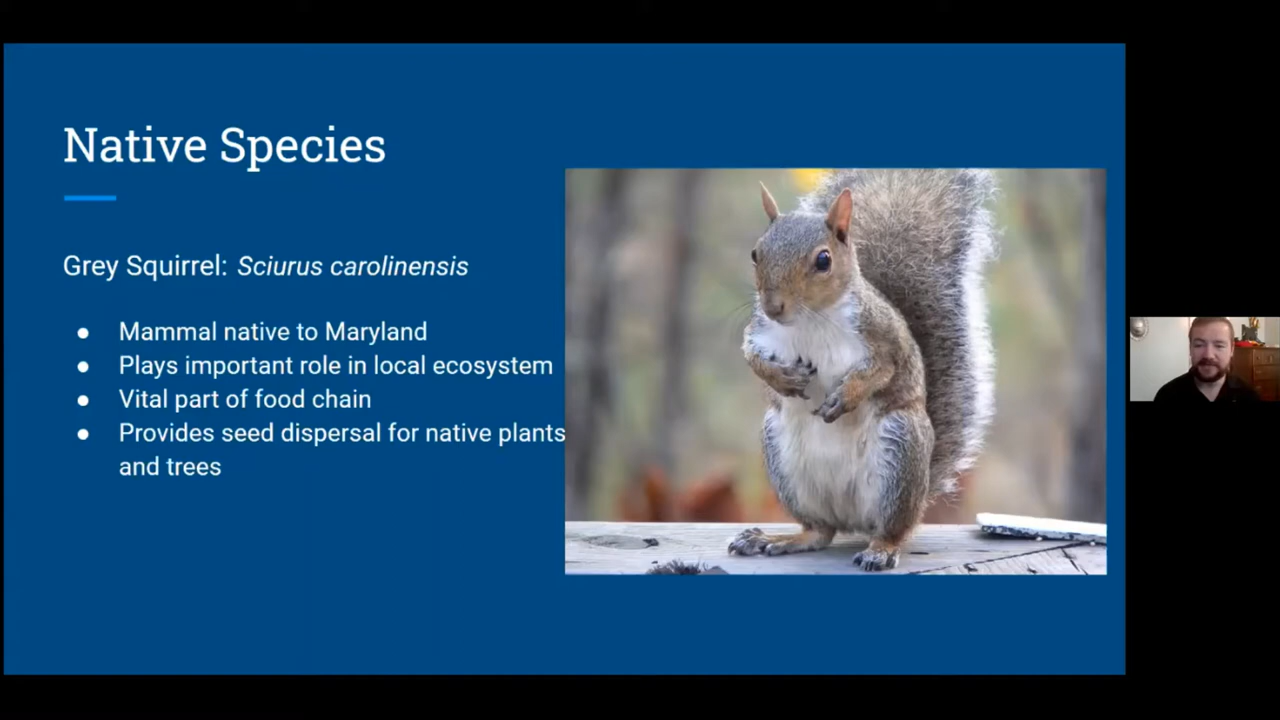 Native Species
Grey Squirrel: Sciurus carolinensis
● Mammal native to Maryland
● Plays important role in local ecosystem
● Vital part of food chain
● Provides seed dispersal for native plants
and trees